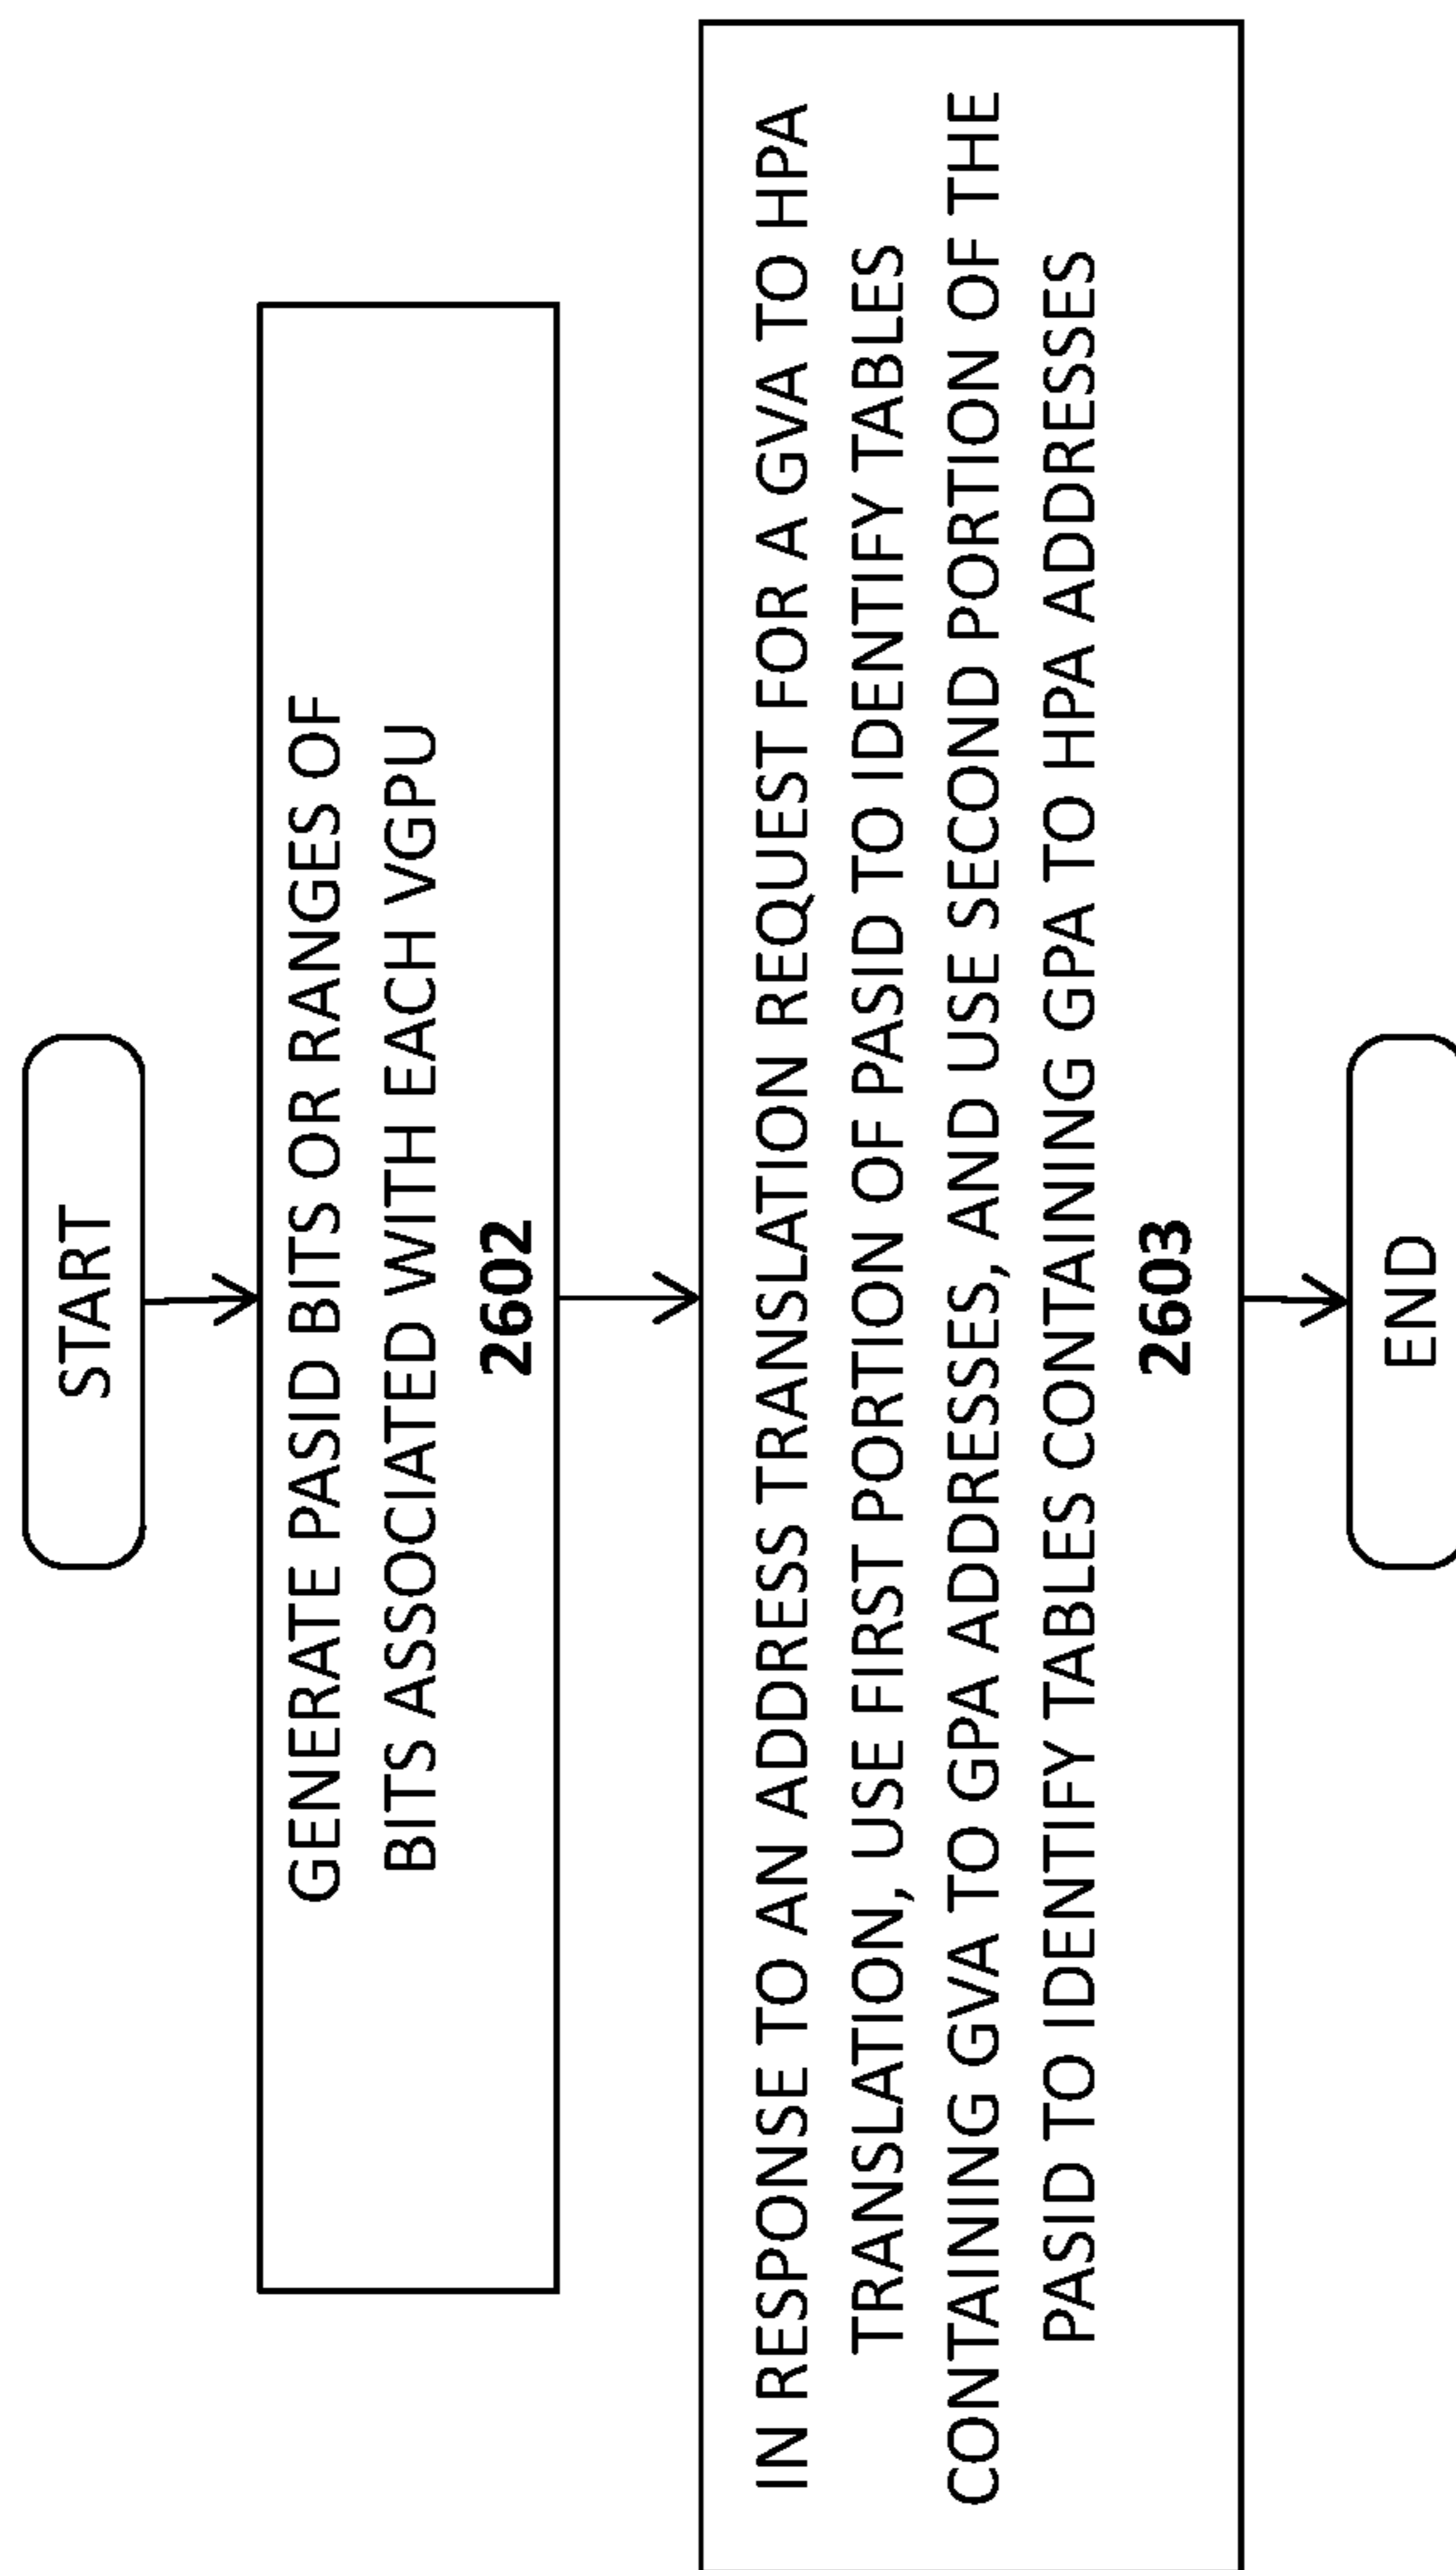 START
GENERATE PASID BITS OR RANGES OF
BITS ASSOCIATED WITH EACH VGPU
2602
IN RESPONSE TO AN ADDRESS TRANSLATION REQUEST FOR A GVA TO HPA
TRANSLATION, USE FIRST PORTION OF PASID TO IDENTIFY TABLES
CONTAINING GVA TO GPA ADDRESSES, AND USE SECOND PORTION OF THE
PASID TO IDENTIFY TABLES CONTAINING GPA TO HPA ADDRESSES
2603
END